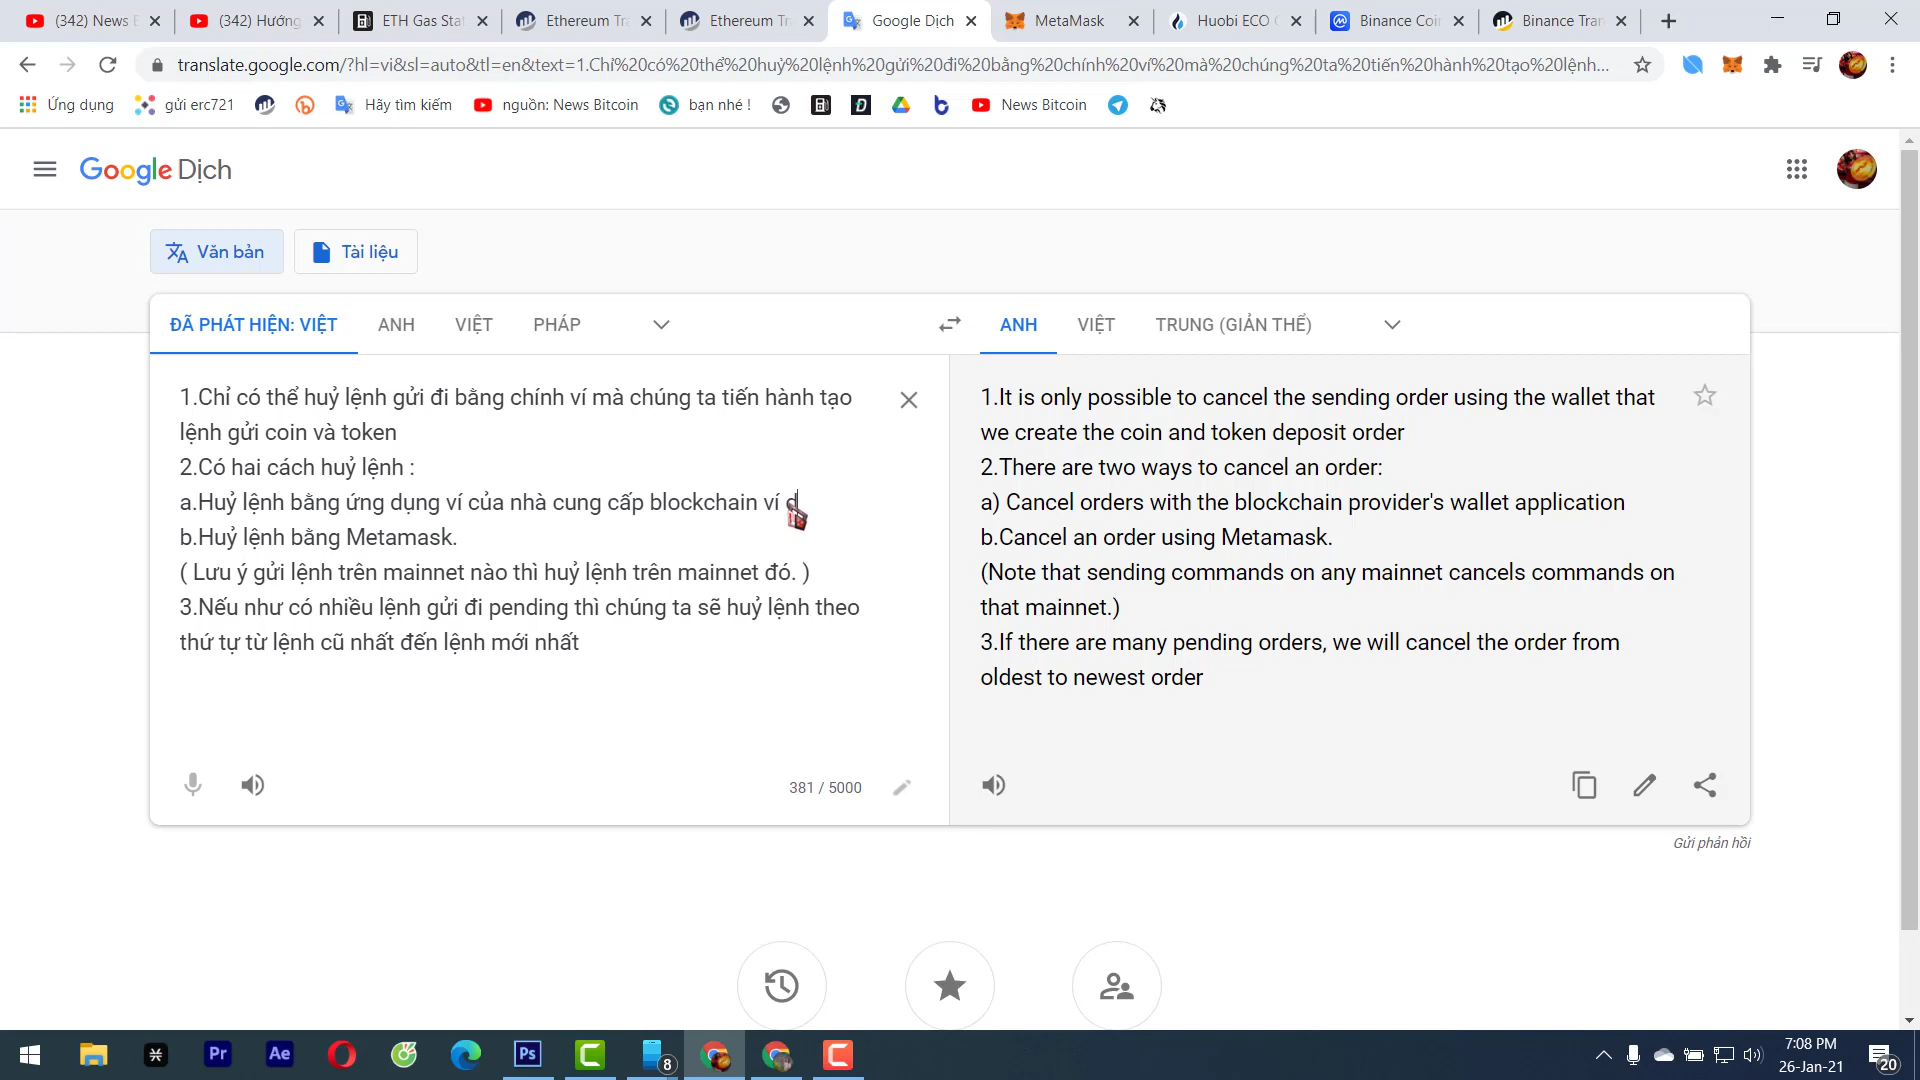 (342) News B
(342) Hướng
ETH Gas Stat
Ethereum Tr
Ethereum Tr
Google Dịch
MetaMask
Huobi ECO
Binance Coi
Binance Tran
translate.google.com/?hl=vi&sl=auto&tl=en&text=1.Chỉ%20có%20thể%20huỷ%20lệnh%20gửi%20đi%20bằng%20chính%20ví%20mà%20chúng%20ta%20tiến%20hành%20tạo%20lệnh...
Ứng dụng
gửi erc721
Hãy tìm kiếm
nguồn: News Bitcoin
bạn nhé !
News Bitcoin
Google Dịch
Văn bản
Tài liệu
ĐÃ PHÁT HIỆN: VIỆT
ANH
VIỆT
PHÁP
ANH
VIỆT
TRUNG (GIẢN THỂ)
1.Chỉ có thể huỷ lệnh gửi đi bằng chính ví mà chúng ta tiến hành tạo
lệnh gửi coin và token
2.Có hai cách huỷ lệnh :
a.Huỷ lệnh bằng ứng dụng ví của nhà cung cấp blockchain ví d
b.Huỷ lệnh bằng Metamask.
( Lưu ý gửi lệnh trên mainnet nào thì huỷ lệnh trên mainnet đó. )
3.Nếu như có nhiều lệnh gửi đi pending thì chúng ta sẽ huỷ lệnh theo
thứ tự từ lệnh cũ nhất đến lệnh mới nhất
381 / 5000
1.It is only possible to cancel the sending order using the wallet that
we create the coin and token deposit order
2.There are two ways to cancel an order:
a) Cancel orders with the blockchain provider's wallet application
b.Cancel an order using Metamask.
(Note that sending commands on any mainnet cancels commands on
that mainnet.)
3.If there are many pending orders, we will cancel the order from
oldest to newest order
Gửi phản hồi
Pr
Ae
Ps
8
7:08 PM
26-Jan-21
20